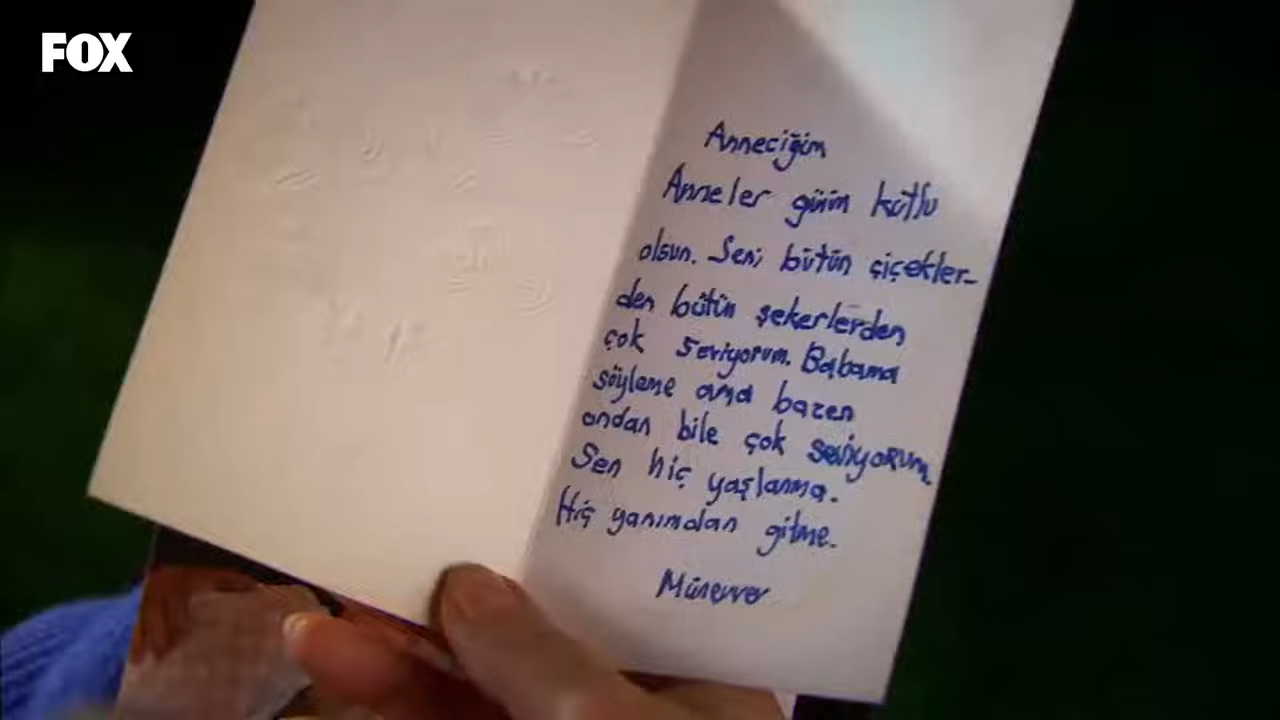 FOX
Anneciğim
Anneler günün kutlu
olsun. Seni bütün çiçekler-
den bütün şekerlerden
çok seviyorum. Babama
söyleme ama bazen
ondan bile çok seviyorum.
Sen hiç yaşlanma.
Hiç yanımdan gitme.
Münevver